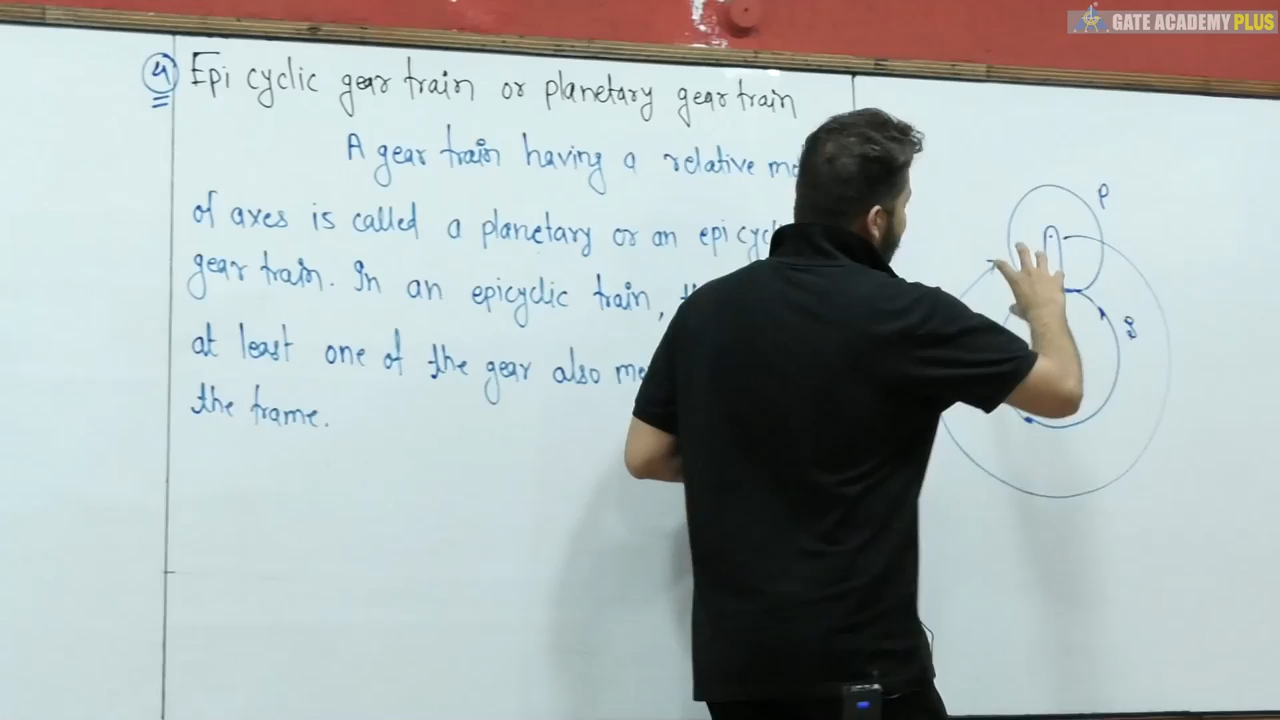 GATE ACADEMY PLUS
4 Epi cyclic gear train or planetary gear train
A gear train having a relative mo
of axes is called a planetary or an epicyc
gear train. In an epicyclic train,
at least one of the gear also mo
the frame.
P
S